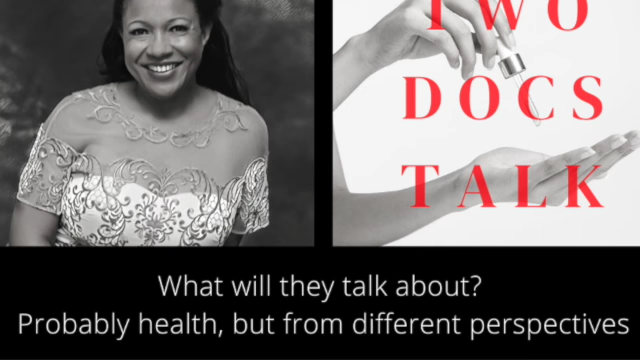 TWO
DOCS
TALK
What will they talk about?
Probably health, but from different perspectives